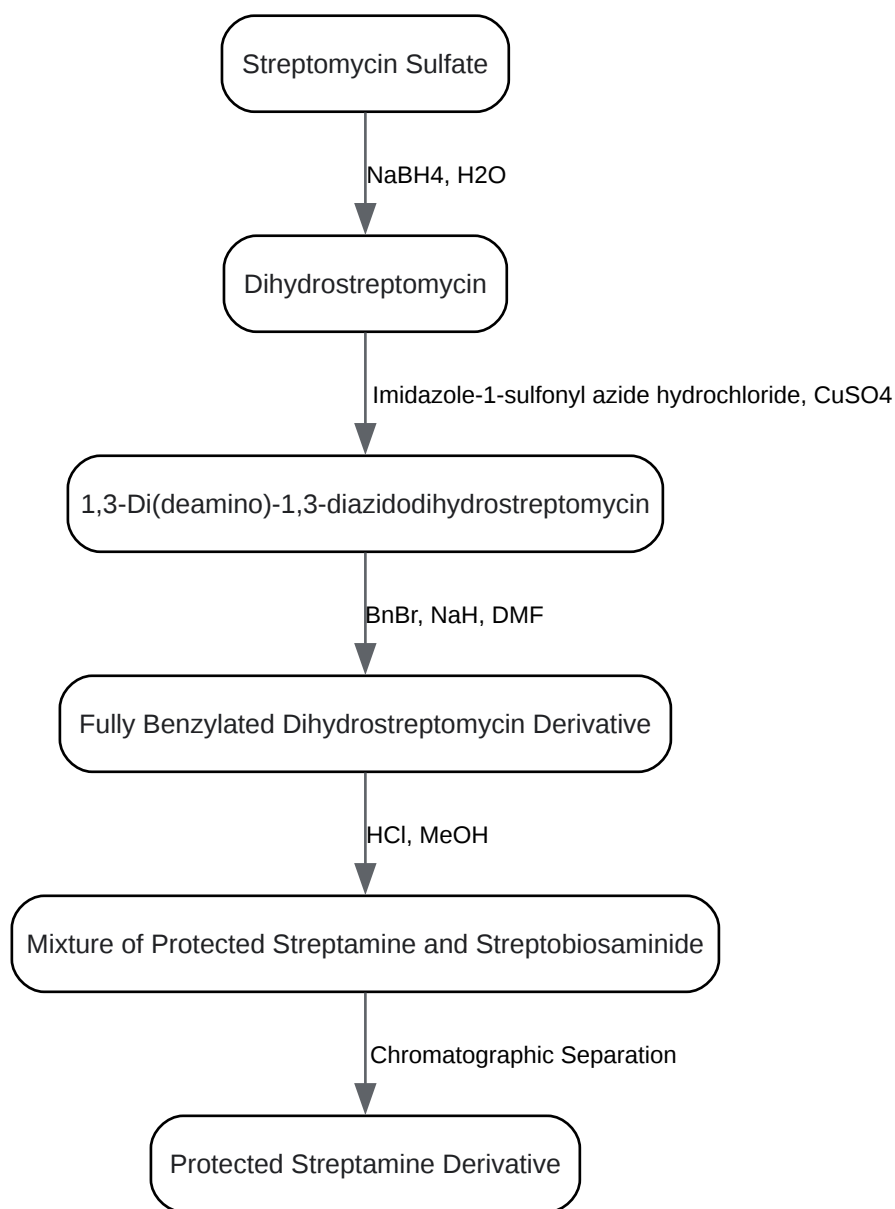 Streptomycin Sulfate
NaBH4, H2O
Dihydrostreptomycin
Imidazole-1-sulfonyl azide hydrochloride, CuSO4
1,3-Di(deamino)-1,3-diazidodihydrostreptomycin
BnBr, NaH, DMF
Fully Benzylated Dihydrostreptomycin Derivative
HCl, MeOH
Mixture of Protected Streptamine and Streptobiosaminide
Chromatographic Separation
Protected Streptamine Derivative